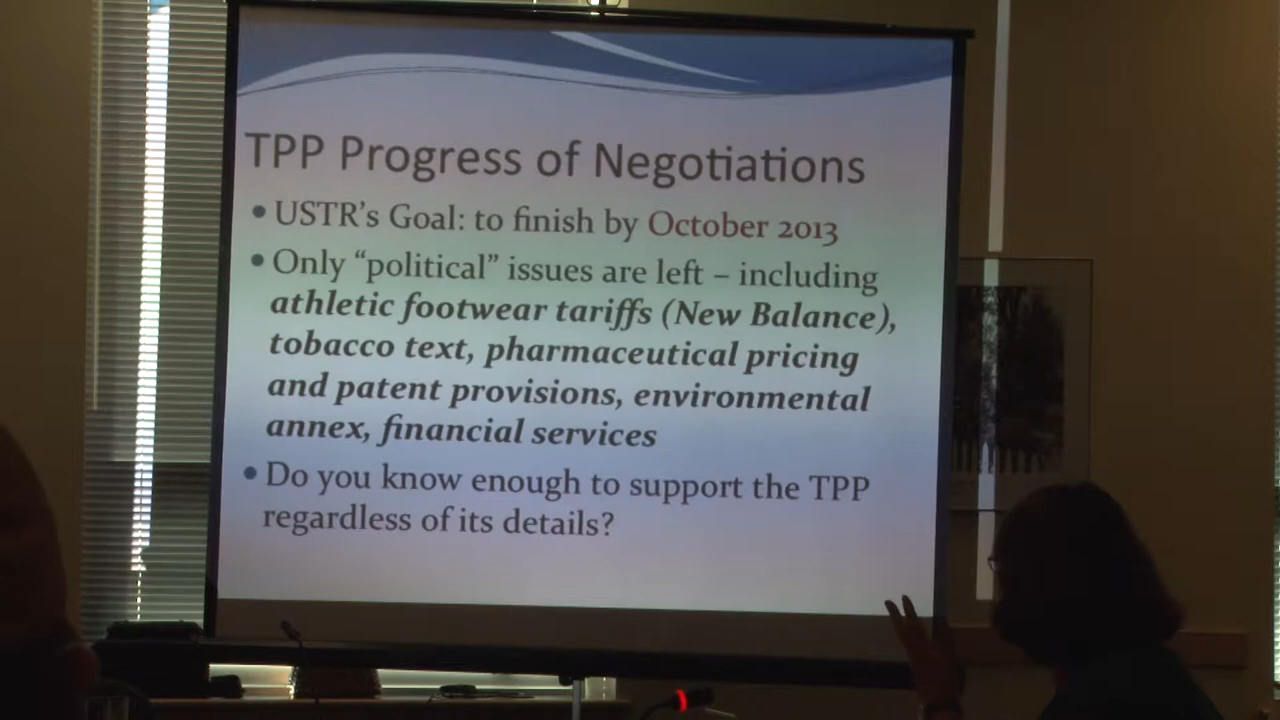 TPP Progress of Negotiations
• USTR's Goal: to finish by October 2013
• Only “political” issues are left – including
athletic footwear tariffs (New Balance),
tobacco text, pharmaceutical pricing
and patent provisions, environmental
annex, financial services
• Do you know enough to support the TPP
regardless of its details?